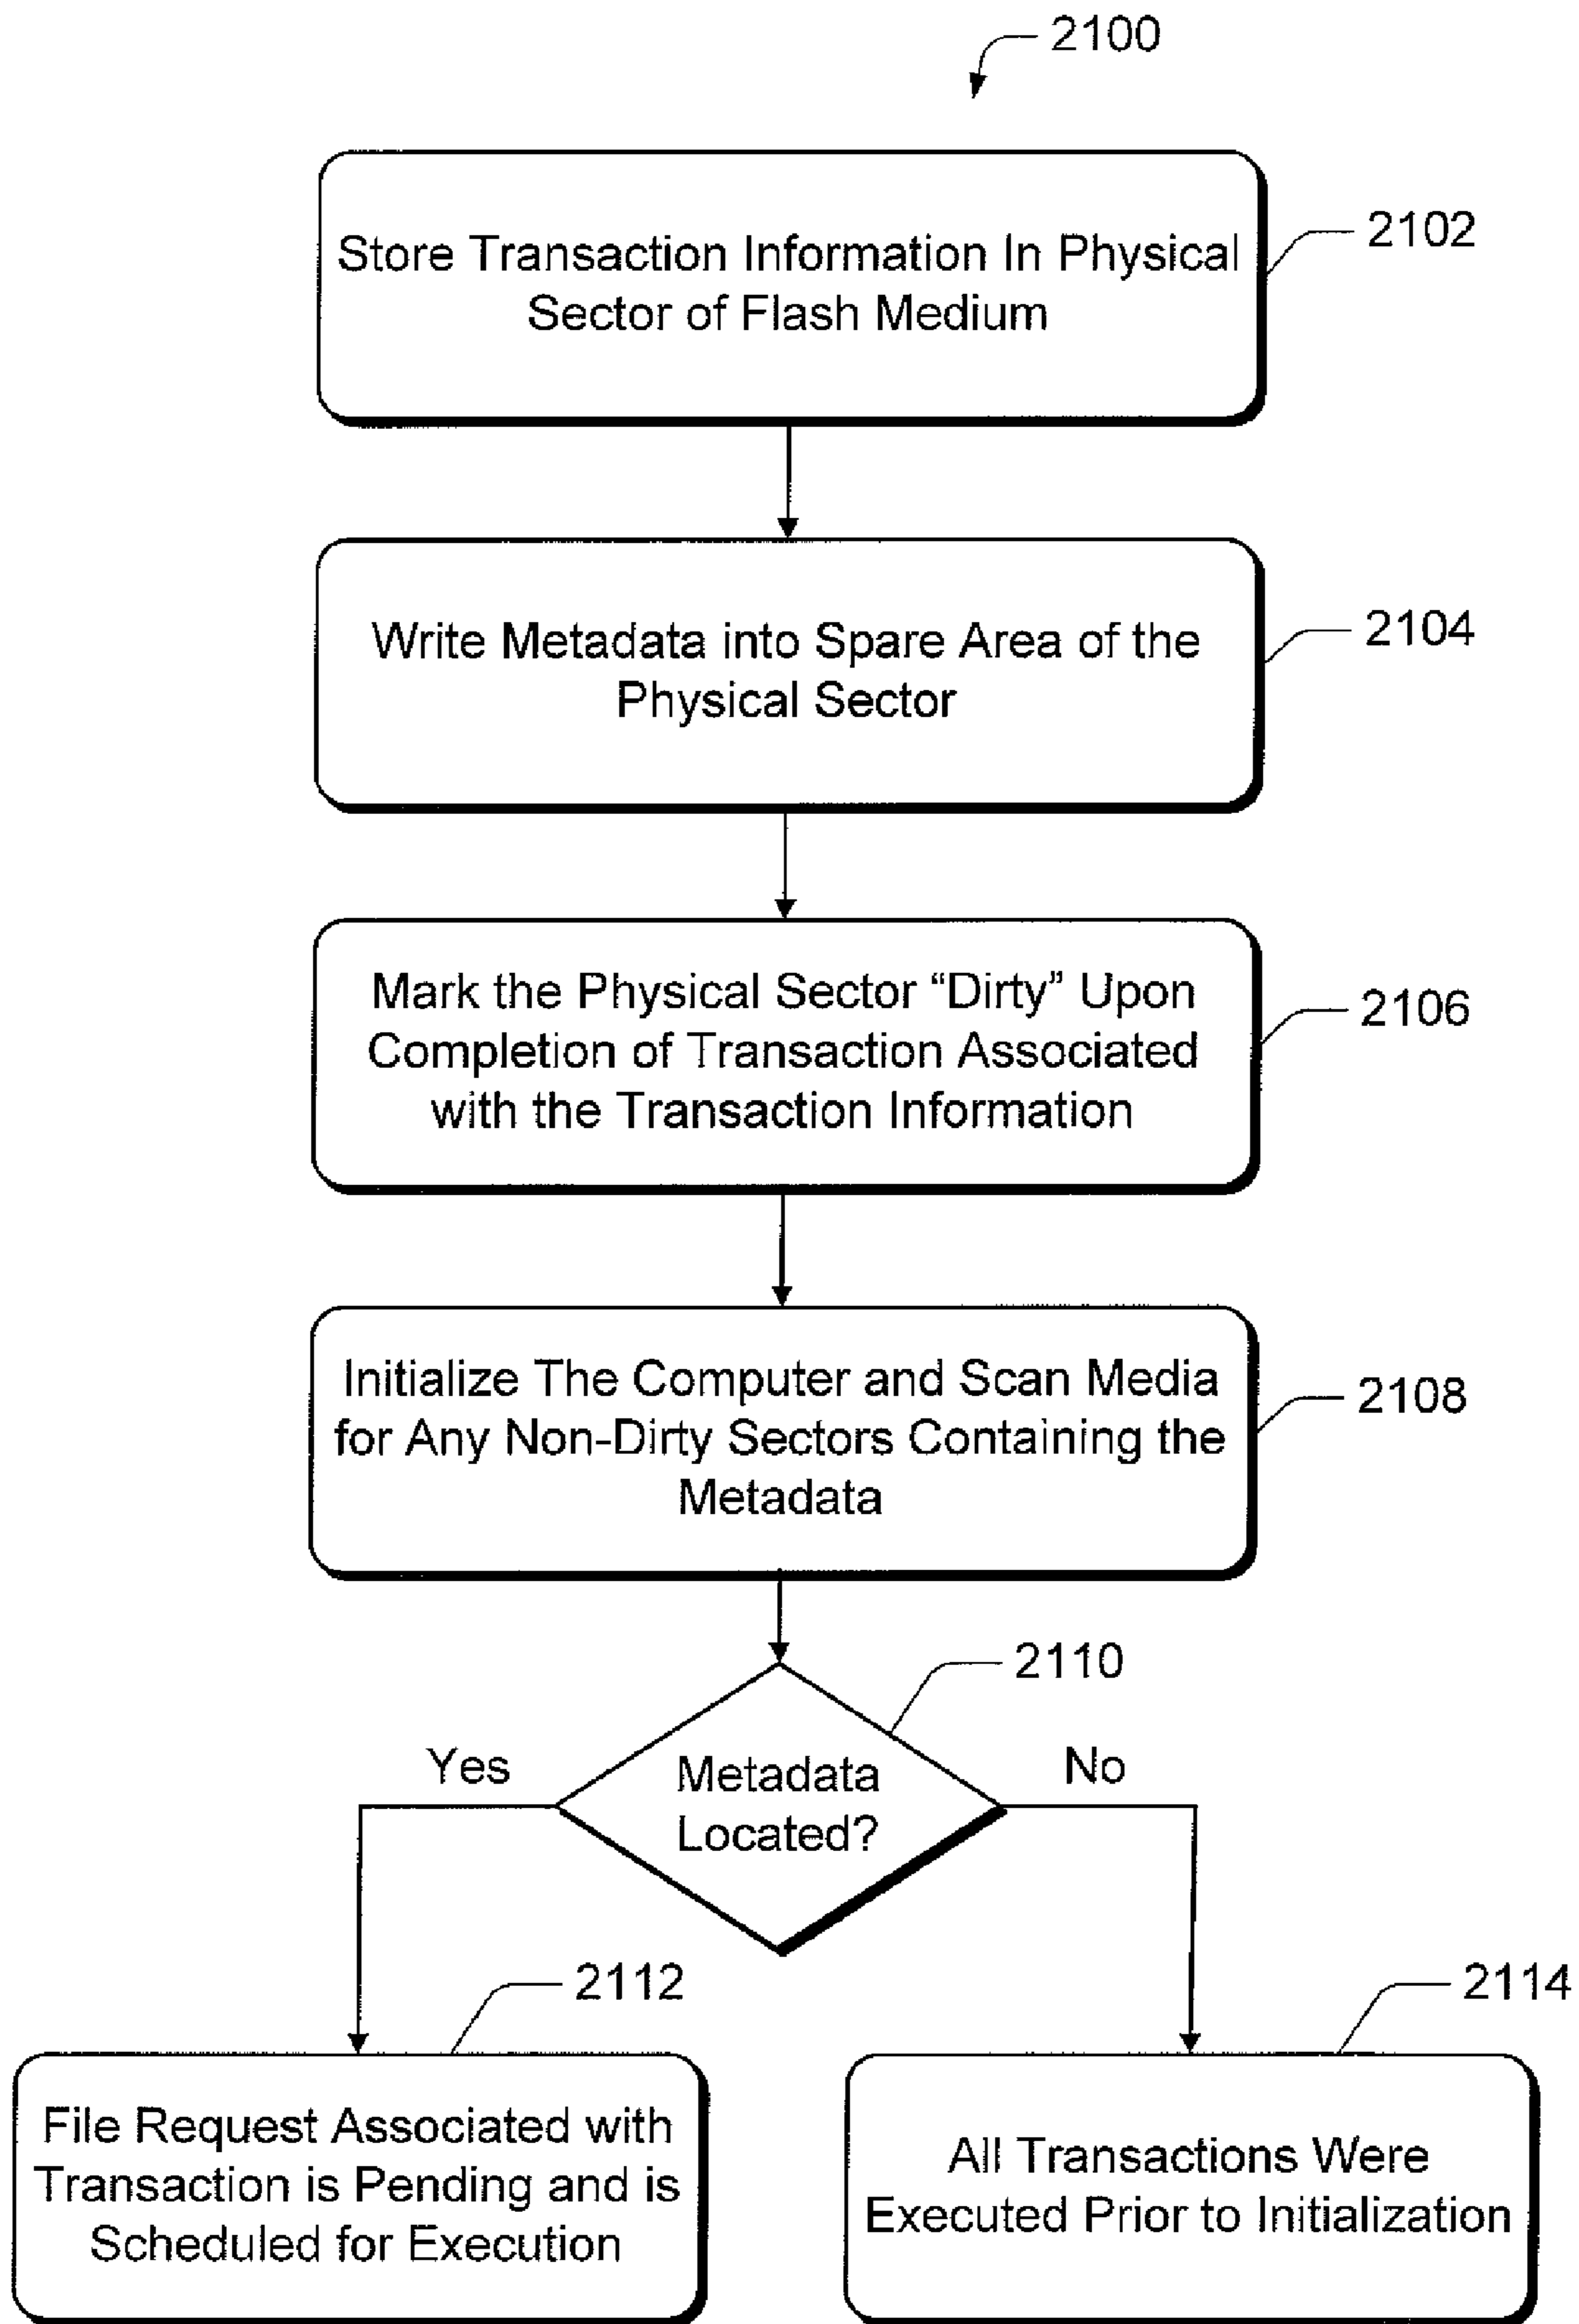 2100
Store Transaction Information In Physical
Sector of Flash Medium
2102
Write Metadata into Spare Area of the
Physical Sector
2104
Mark the Physical Sector “Dirty” Upon
Completion of Transaction Associated
with the Transaction Information
2106
Initialize The Computer and Scan Media
for Any Non-Dirty Sectors Containing the
Metadata
2108
2110
Metadata
Located?
Yes
No
2112
File Request Associated with
Transaction is Pending and is
Scheduled for Execution
2114
All Transactions Were
Executed Prior to Initialization